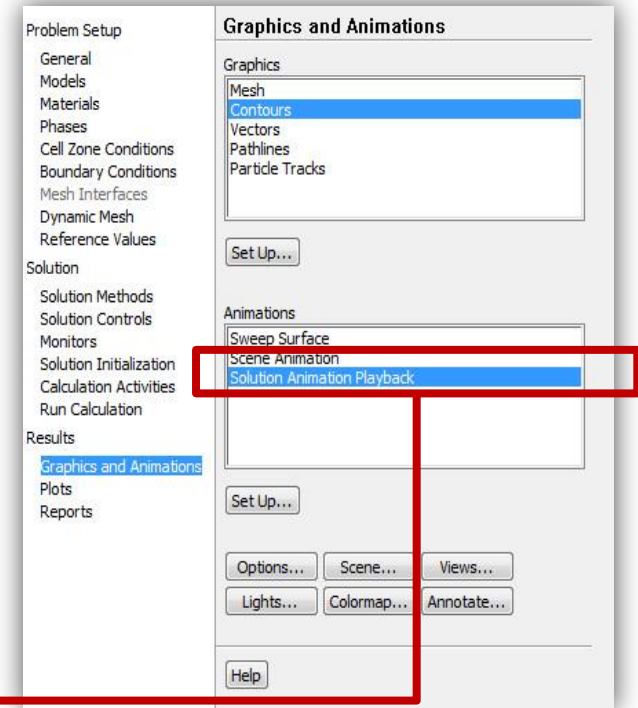 Problem Setup
General
Models
Materials
Phases
Cell Zone Conditions
Boundary Conditions
Mesh Interfaces
Dynamic Mesh
Reference Values
Solution
Solution Methods
Solution Controls
Monitors
Solution Initialization
Calculation Activities
Run Calculation
Results
Graphics and Animations
Plots
Reports
Graphics and Animations
Graphics
Mesh
Contours
Vectors
Pathlines
Particle Tracks
Set Up...
Animations
Sweep Surface
Scene Animation
Solution Animation Playback
Set Up...
Options... Scene... Views...
Lights... Colormap... Annotate...
Help